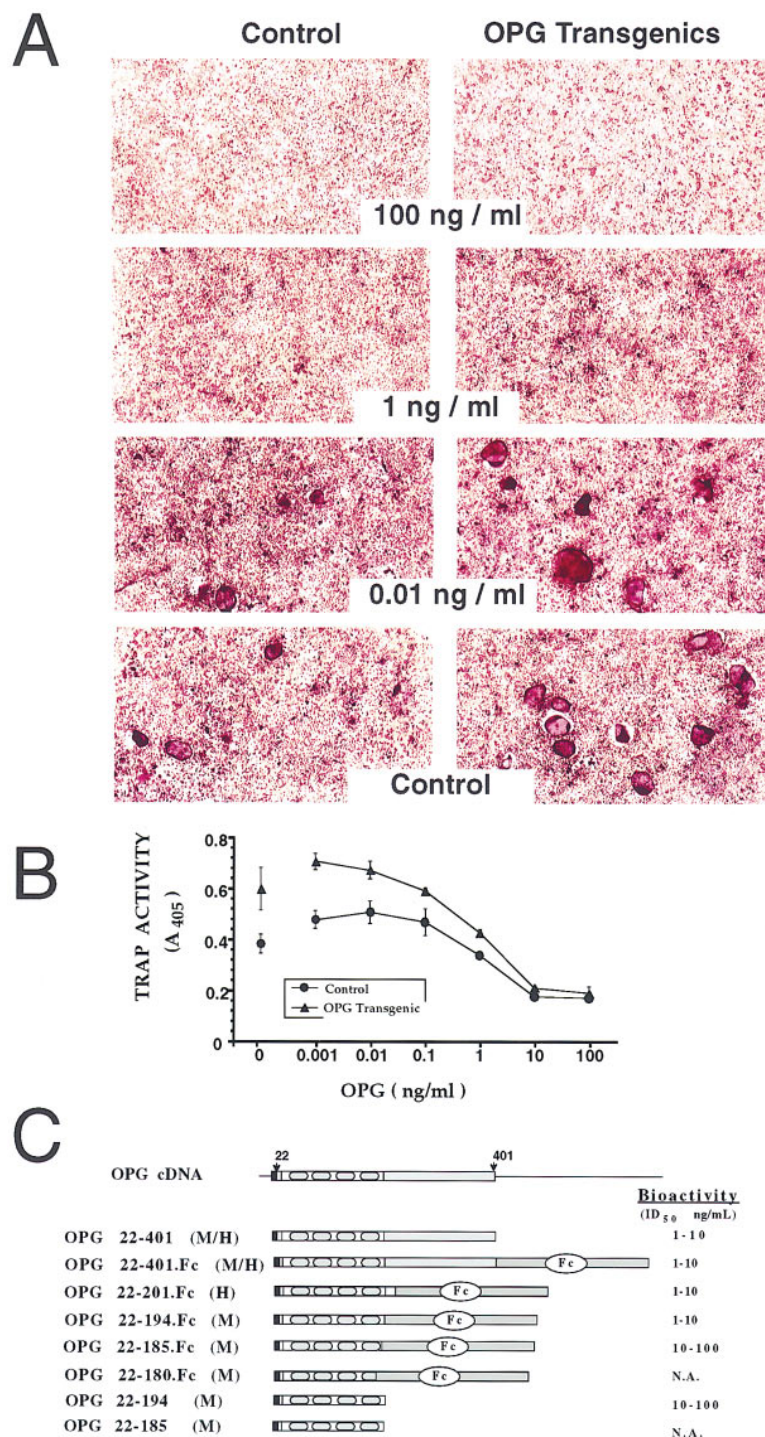 A
Control OPG Transgenics
100 ng / ml
1 ng / ml
0.01 ng / ml
Control
B
TRAP ACTIVITY
(A 405)
0.8
0.6
0.4
0.2
0
Control
OPG Transgenic
0 0.001 0.01 0.1 1 10 100
OPG ( ng/ml )
C
22 401
OPG cDNA
Bioactivity
(ID 50 ng/mL)
OPG 22-401 (M/H) 1-10
OPG 22-401.Fc (M/H) Fc 1-10
OPG 22-201.Fc (H) Fc 1-10
OPG 22-194.Fc (M) Fc 1-10
OPG 22-185.Fc (M) Fc 10-100
OPG 22-180.Fc (M) Fc N.A.
OPG 22-194 (M) 10-100
OPG 22-185 (M) N.A.